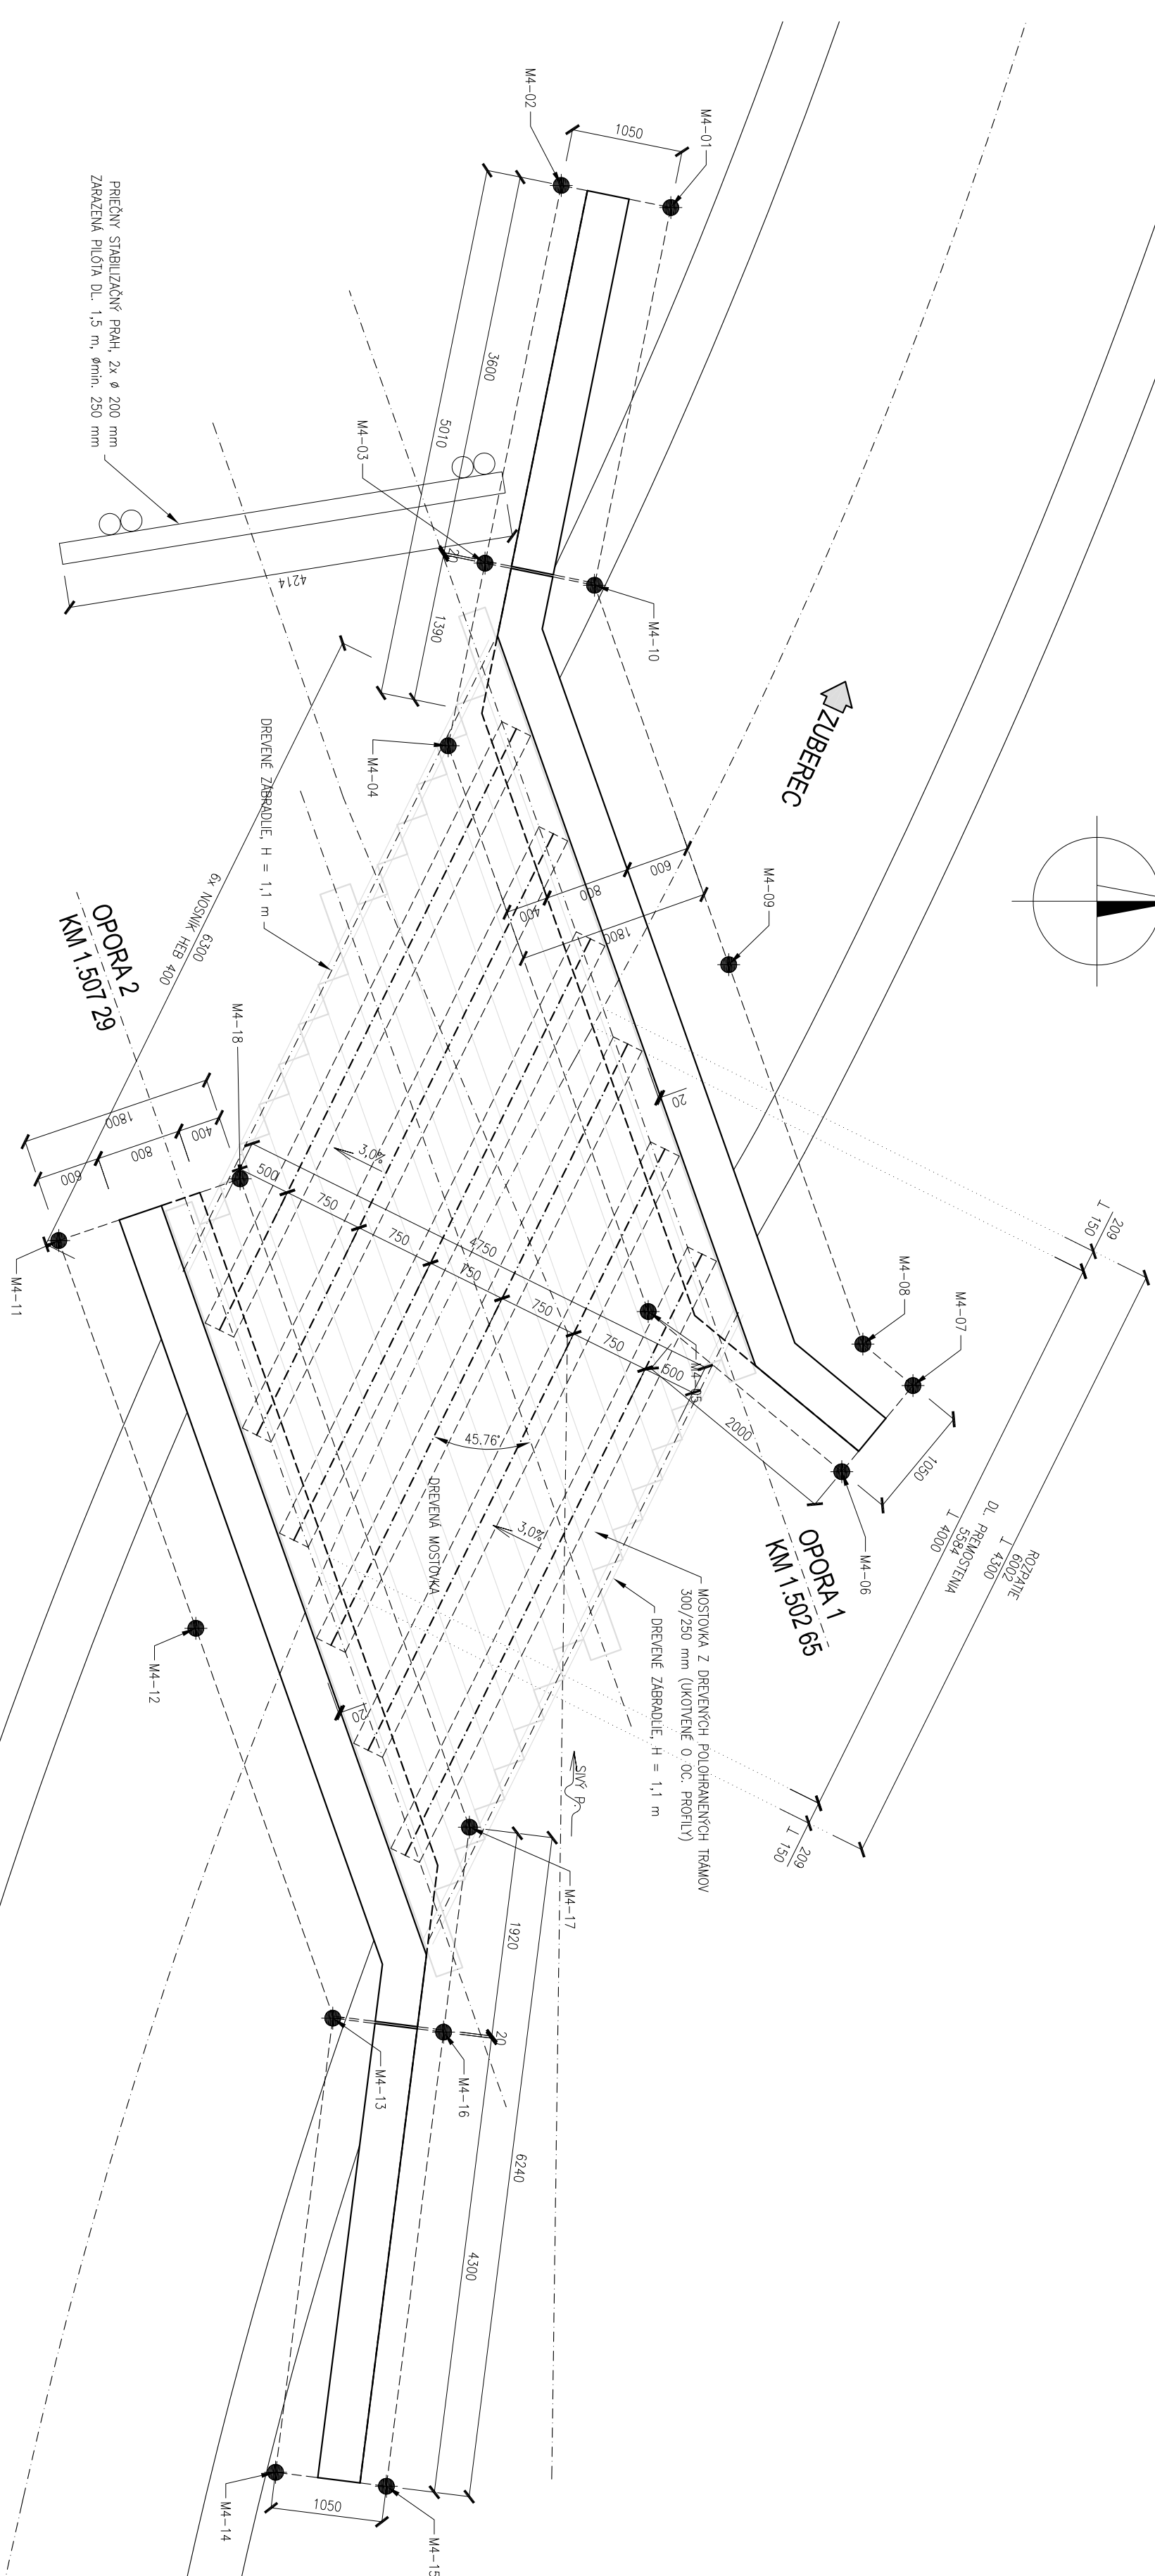 M4-01
M4-02
1050
PRIEČNY STABILIZAČNÝ PRAH, 2x ø 200 mm
ZARAZENÁ PILÓTA DL. 1,5 m, ømin. 250 mm
3600
5010
M4-03
20
4214
1390
M4-10
ZUBEREC
M4-04
DREVENÉ ZÁBRADLIE, H = 1,1 m
6300
6x NOSNÍK HEB 400
600
800
400
1800
M4-09
OPORA 2
KM 1.507 29
M4-18
1800
400
800
600
M4-11
3,0%
20
500
750
750
4750
750
750
750
500
M4-05
2000
209
⊥ 150
M4-08
M4-07
1050
M4-06
OPORA 1
KM 1.502 65
ROZPÄTIE
6002
⊥ 4300
DL. PREMOSTENIA
5584
⊥ 4000
45.76°
DREVENÁ MOSTOVKA
3,0%
MOSTOVKA Z DREVENÝCH POLOHRANENÝCH TRÁMOV
300/250 mm (UKOTVENÉ O OC. PROFILY)
DREVENÉ ZÁBRADLIE, H = 1,1 m
M4-12
20
SIVÝ P.
209
⊥ 150
M4-17
1920
20
M4-16
M4-13
6240
4300
M4-14
1050
M4-15